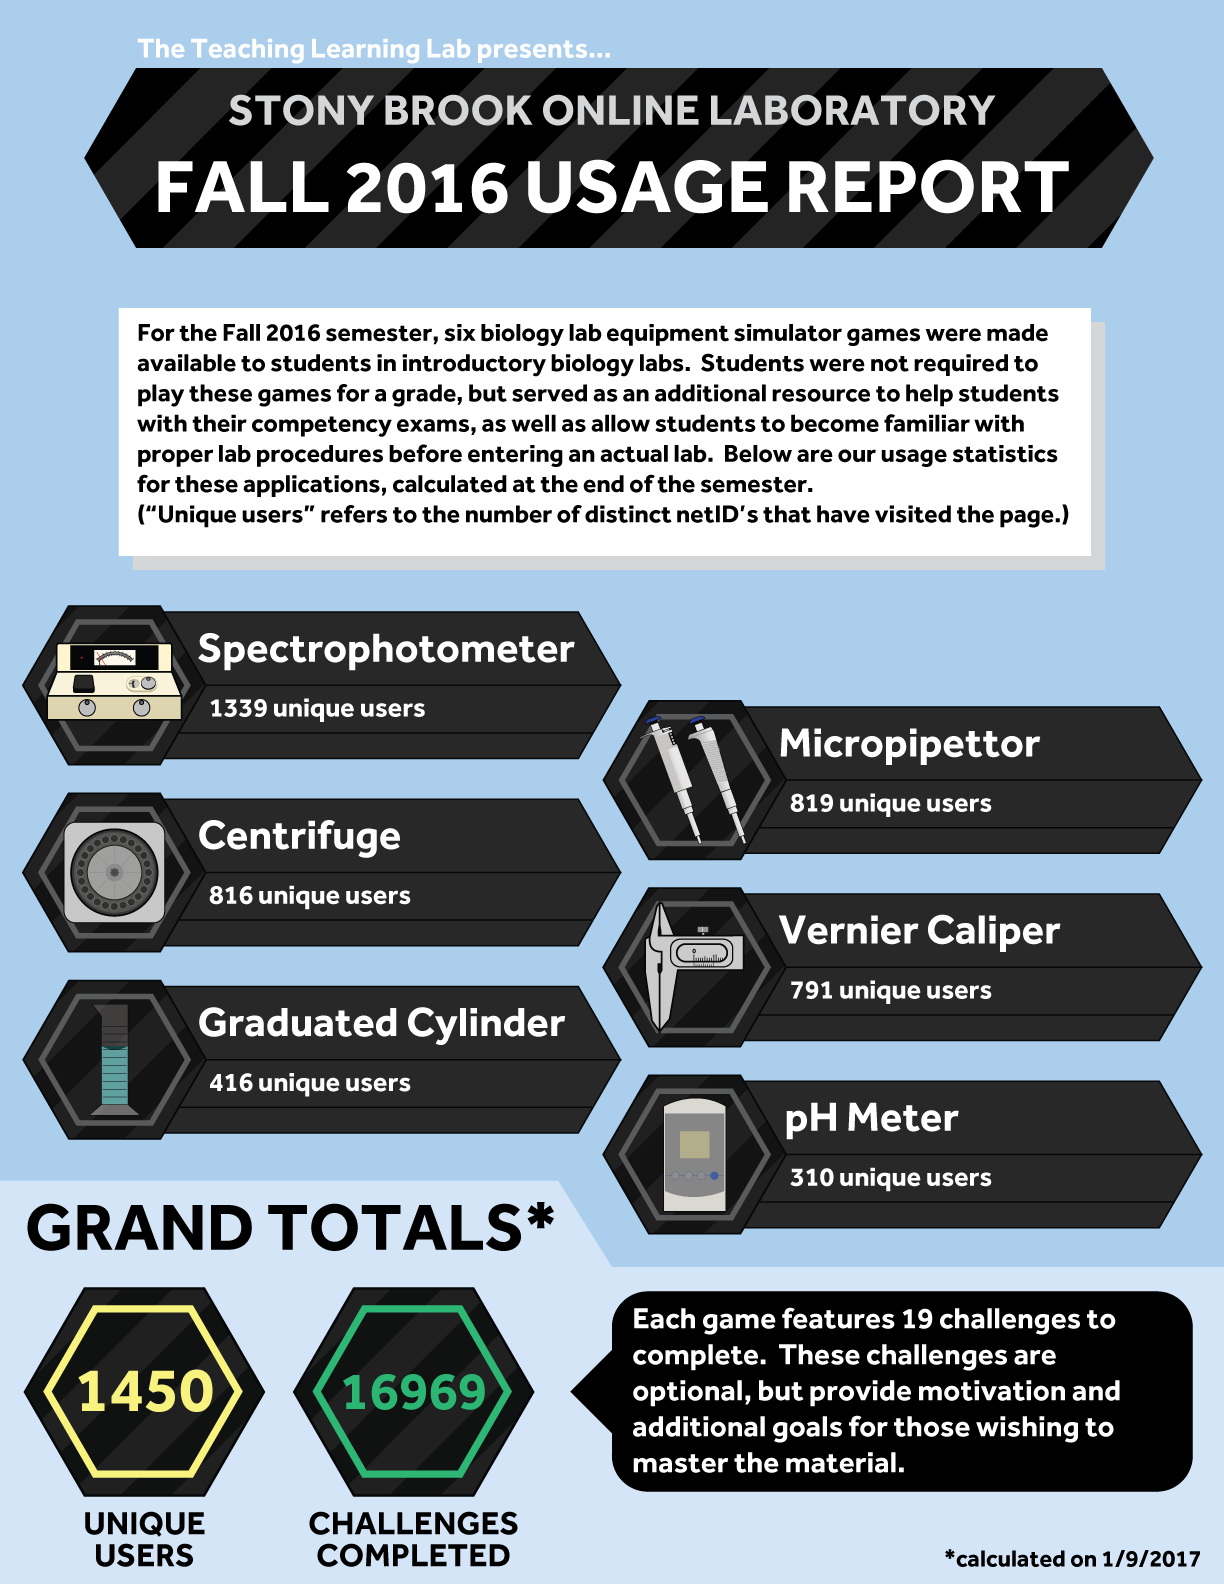 The Teaching Learning Lab presents...
STONY BROOK ONLINE LABORATORY
FALL 2016 USAGE REPORT
For the Fall 2016 semester, six biology lab equipment simulator games were made
available to students in introductory biology labs.  Students were not required to
play these games for a grade, but served as an additional resource to help students
with their competency exams, as well as allow students to become familiar with
proper lab procedures before entering an actual lab.  Below are our usage statistics
for these applications, calculated at the end of the semester.
(“Unique users” refers to the number of distinct netID’s that have visited the page.)
Spectrophotometer
1339 unique users
Micropipettor
819 unique users
Centrifuge
816 unique users
Vernier Caliper
791 unique users
Graduated Cylinder
416 unique users
pH Meter
310 unique users
GRAND TOTALS*
1450
UNIQUE
USERS
16969
CHALLENGES
COMPLETED
Each game features 19 challenges to
complete.  These challenges are
optional, but provide motivation and
additional goals for those wishing to
master the material.
*calculated on 1/9/2017